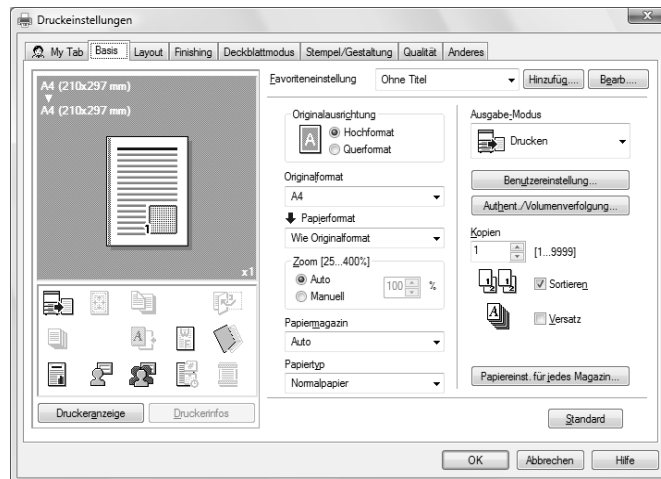 Druckeinstellungen
My Tab Basis Layout Finishing Deckblattmodus Stempel/Gestaltung Qualität Anderes
A4 (210x297 mm)
A4 (210x297 mm)
1
x1
Druckeranzeige Druckerinfos
Favoriteneinstellung Ohne Titel Hinzufüg.... Bearb....
Originalausrichtung
A
Hochformat
Querformat
Originalformat
A4
Papierformat
Wie Originalformat
Zoom [25...400%]
Auto
Manuell
100 %
Papiermagazin
Auto
Papiertyp
Normalpapier
Ausgabe-Modus
Drucken
Benutzereinstellung...
Authent./Volumenverfolgung...
Kopien
1 [1...9999]
Sortieren
Versatz
Papiereinst. für jedes Magazin...
Standard
OK Abbrechen Hilfe